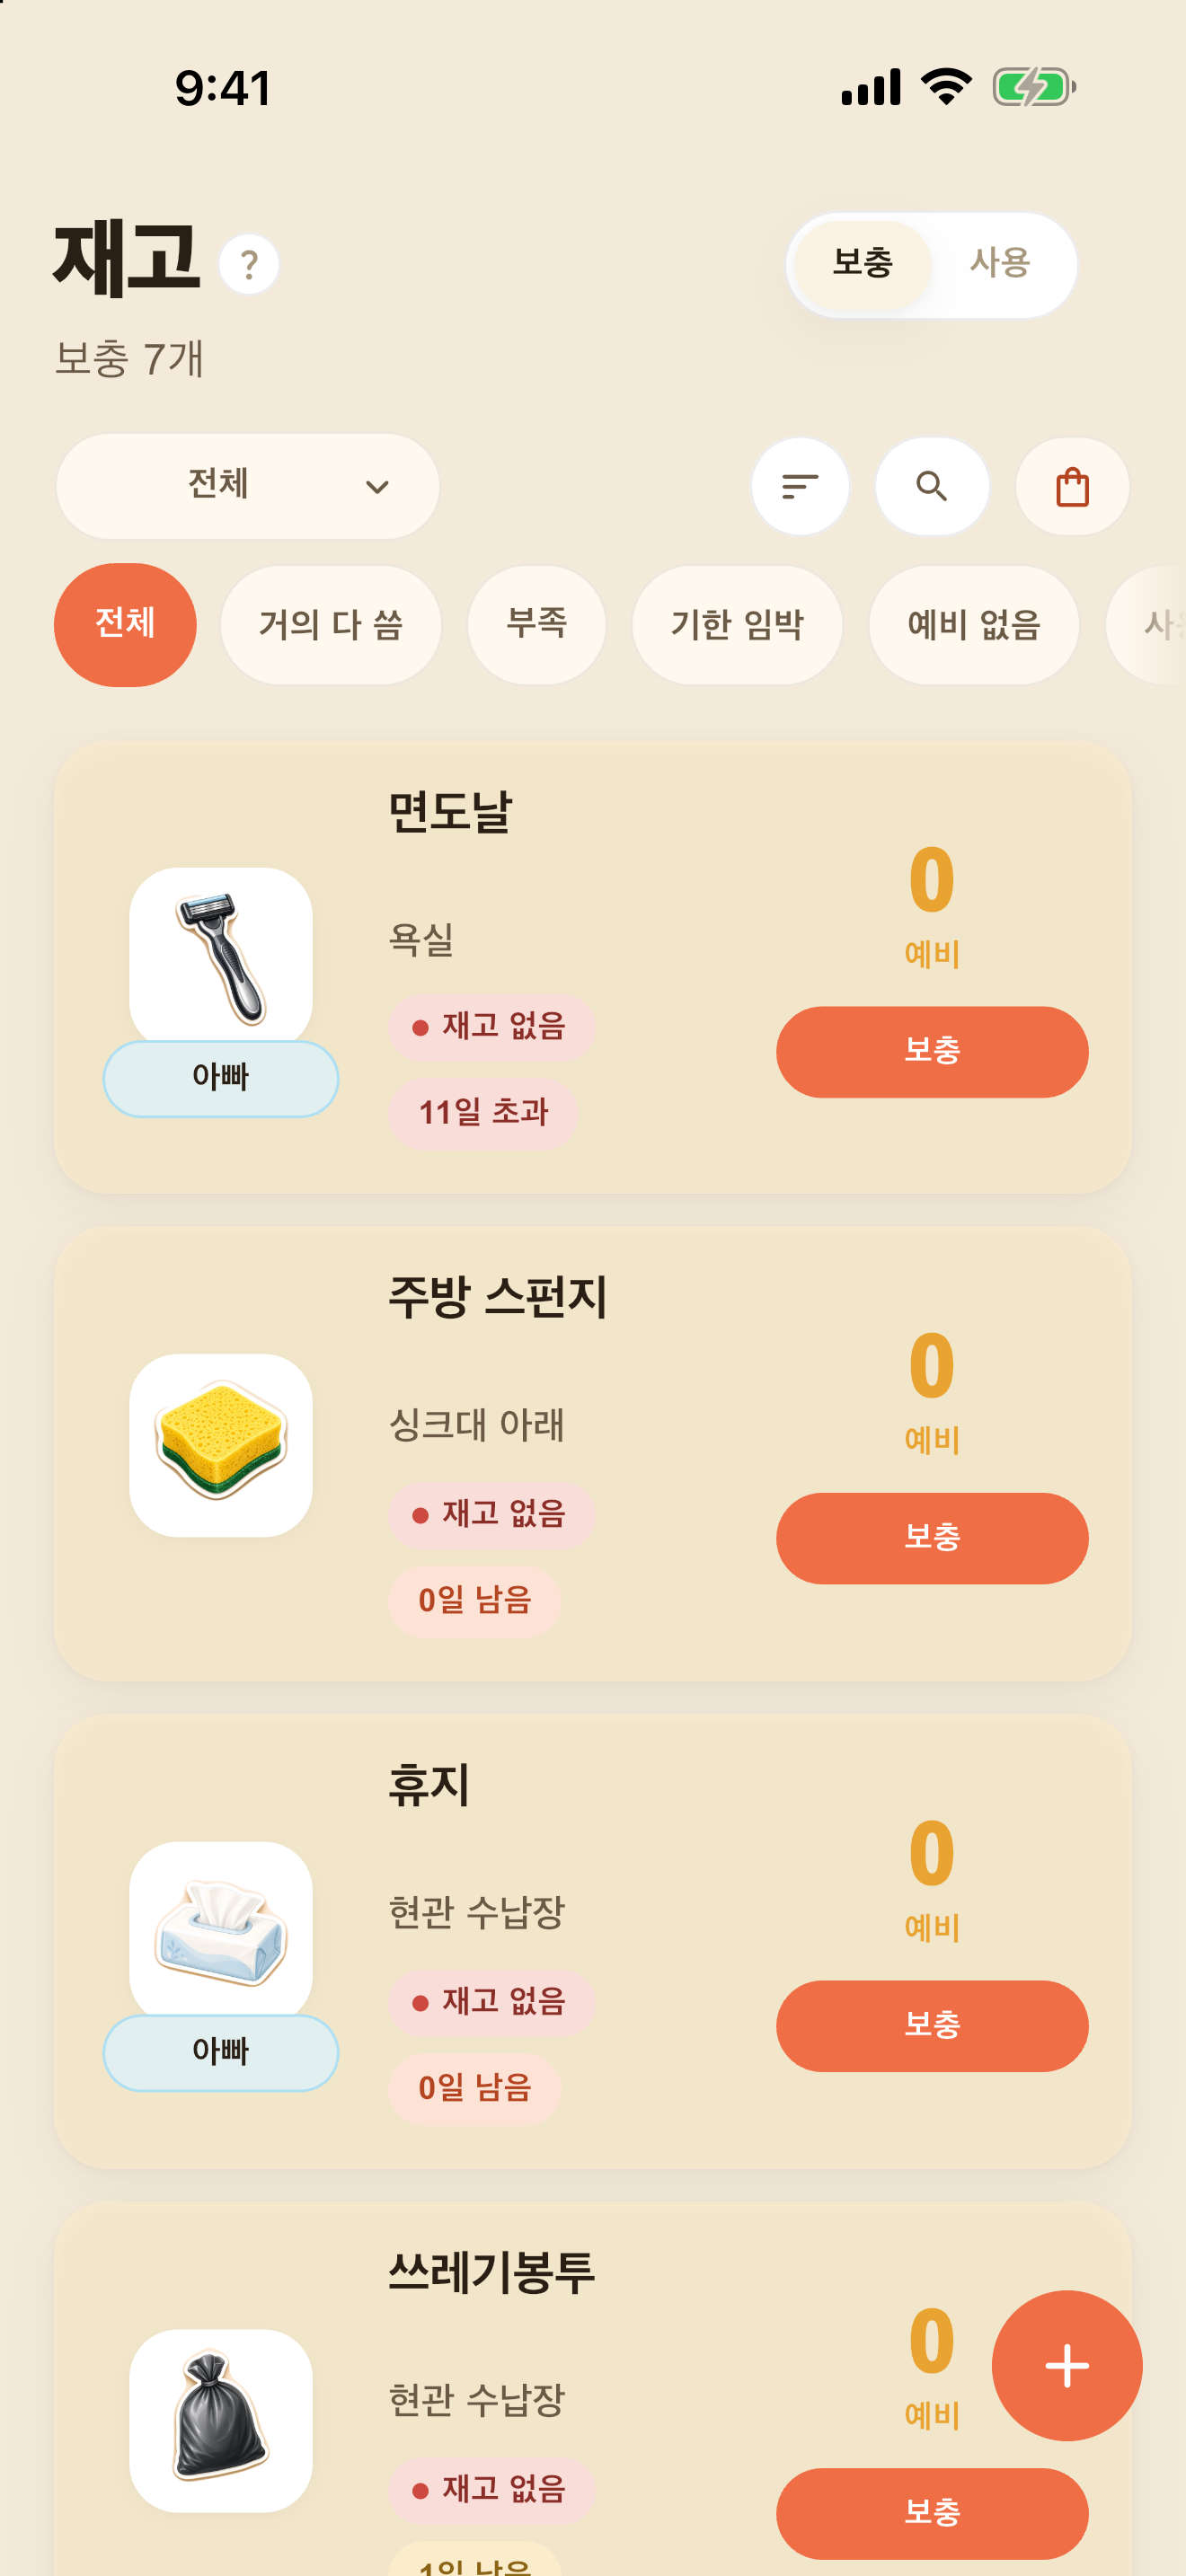 9:41
재고 ?
보충 사용
보충 7개
전체
전체 거의 다 씀 부족 기한 임박 예비 없음
면도날
욕실
재고 없음
11일 초과
아빠
0
예비
보충
주방 스펀지
싱크대 아래
재고 없음
0일 남음
0
예비
보충
휴지
현관 수납장
재고 없음
0일 남음
아빠
0
예비
보충
쓰레기봉투
현관 수납장
재고 없음
1일 남음
0
예비
보충